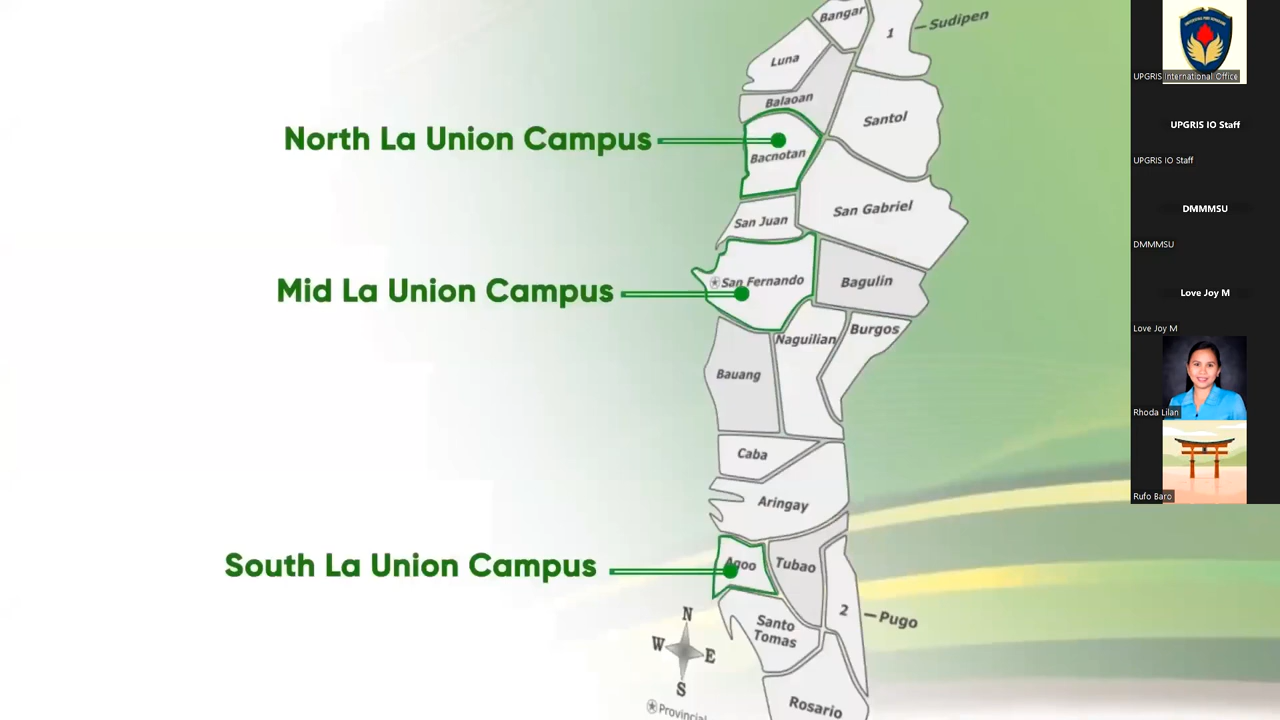 Bangar
1
Sudipen
Luna
Balaoan
Santol
North La Union Campus
Bacnotan
San Juan
San Gabriel
Mid La Union Campus
San Fernando
Bagulin
Naguilian
Burgos
Bauang
Caba
Aringay
South La Union Campus
Agoo
Tubao
2
Pugo
Santo
Tomas
N
W
E
S
Rosario
UPGRIS International Office
UPGRIS IO Staff
UPGRIS IO Staff
DMMMSU
DMMMSU
Love Joy M
Love Joy M
Rhoda Lilan
Rufo Baro